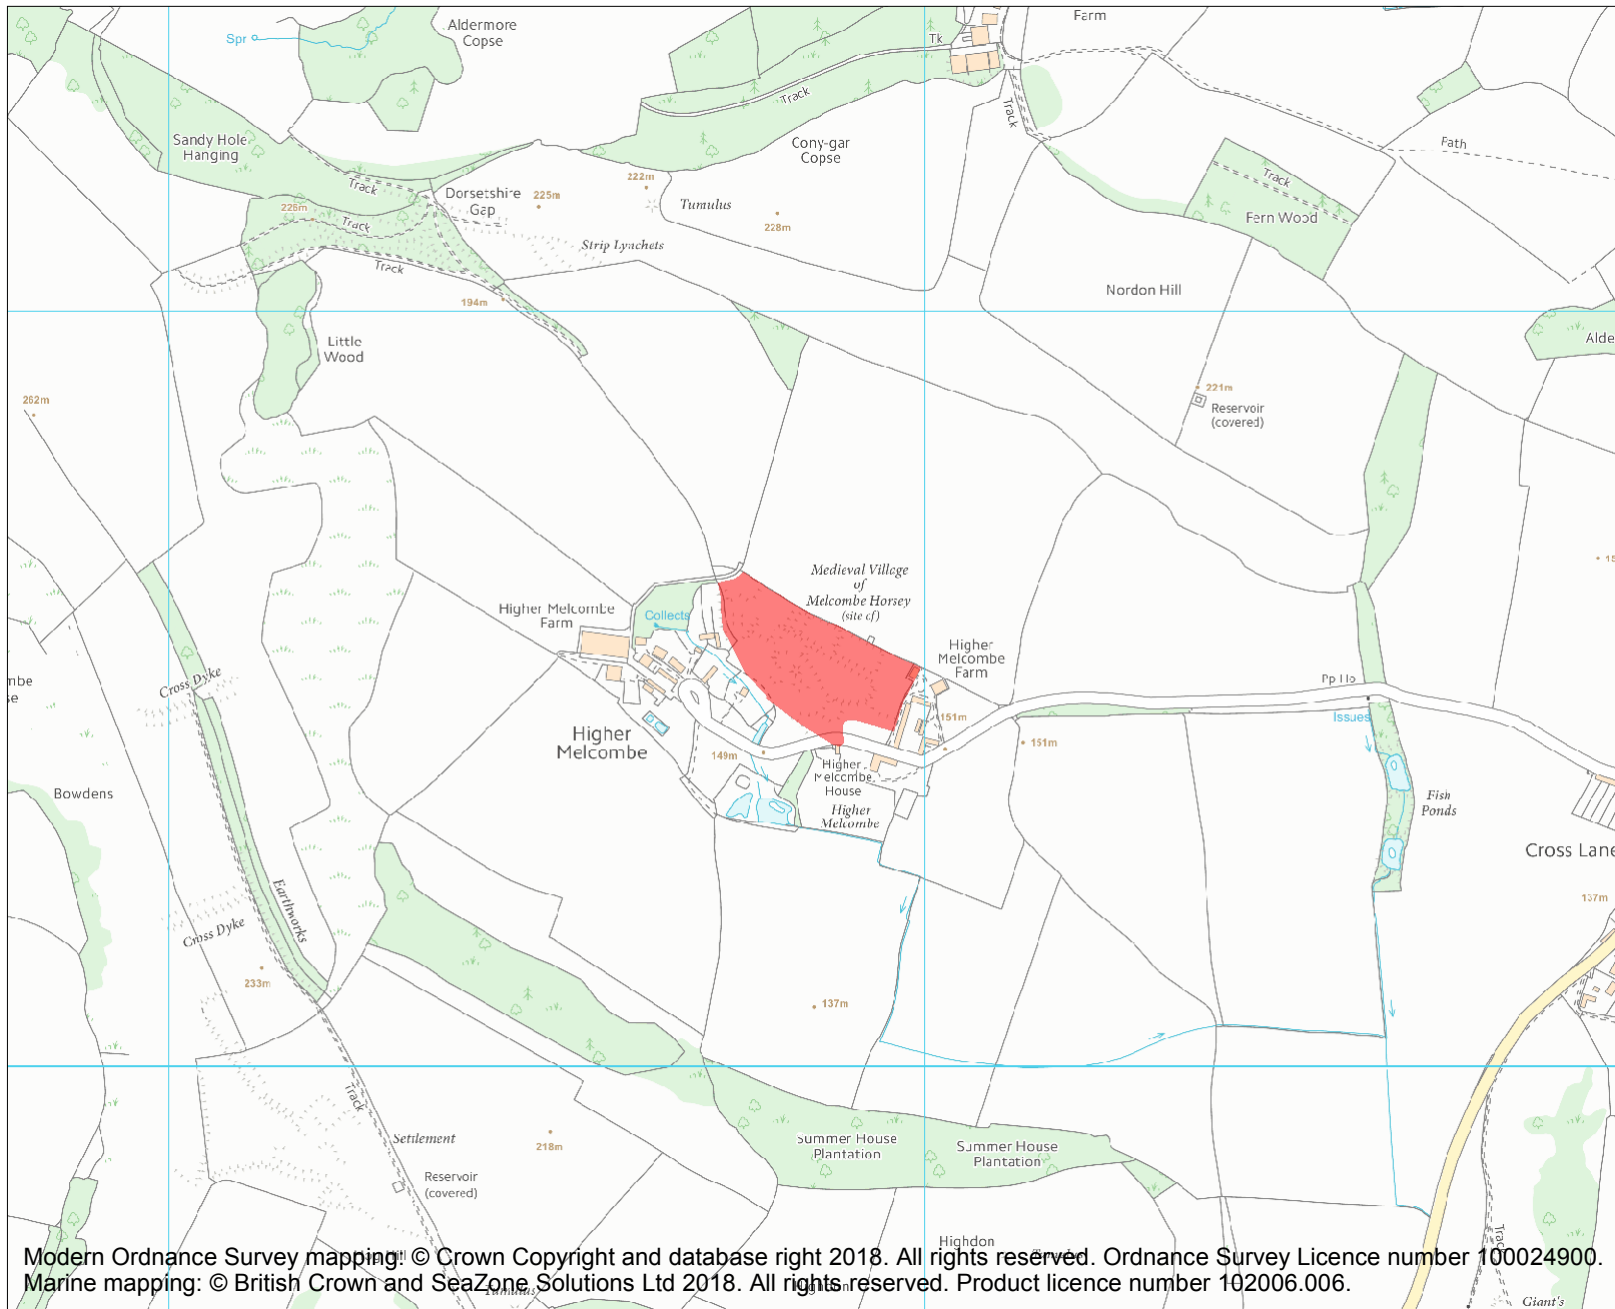 Farm
Aldermore
Copse
Spr
Tk
Track
Track
Path
Sandy Hole
Hanging
Cony-gar
Copse
Track
Track
Dorsetshire
Gap
225m
222m
Tumulus
228m
226m
Track
Strip Lynchets
Fern Wood
Track
194m
Nordon Hill
Little
Wood
Alde
262m
221m
Reservoir
(covered)
Medieval Village
of
Melcombe Horsey
(site of)
Higher Melcombe
Farm
Collects
Higher
Melcombe
Farm
Cross Dyke
Pp Ho
Issues
151m
151m
Higher
Melcombe
149m
Higher
Melcombe
House
Higher
Melcombe
Bowdens
Fish
Ponds
Cross Lane
137m
Earthworks
Cross Dyke
233m
137m
Track
Settlement
218m
Reservoir
(covered)
Summer House
Plantation
Summer House
Plantation
Track
Highdon
Modern Ordnance Survey mapping: © Crown Copyright and database right 2018. All rights reserved. Ordnance Survey Licence number 100024900.
Marine mapping: © British Crown and SeaZone Solutions Ltd 2018. All rights reserved. Product licence number 102006.006.
Tumulus
Giant's